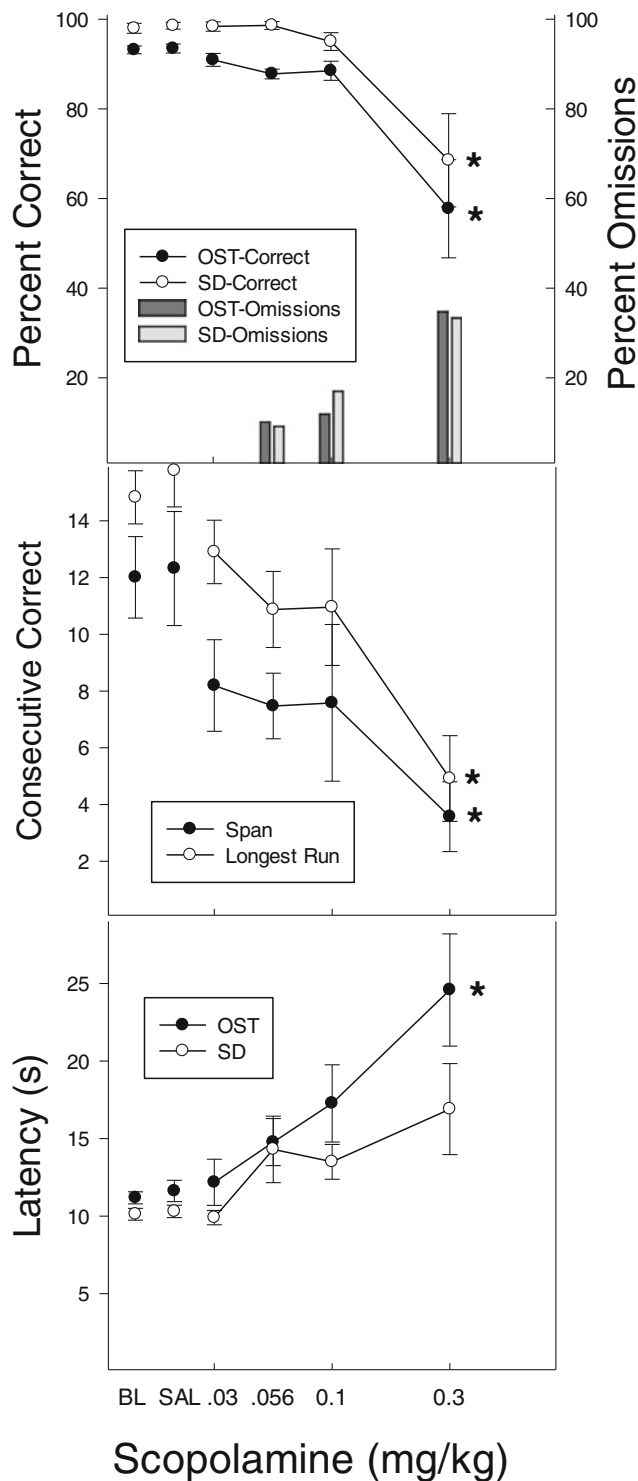 Percent Correct
100
80
60
40
20
Percent Omissions
100
80
60
40
20
*
*
OST-Correct
SD-Correct
OST-Omissions
SD-Omissions
Consecutive Correct
14
12
10
8
6
4
2
*
*
Span
Longest Run
Latency (s)
25
20
15
10
5
*
OST
SD
BL SAL .03 .056 0.1 0.3
Scopolamine (mg/kg)